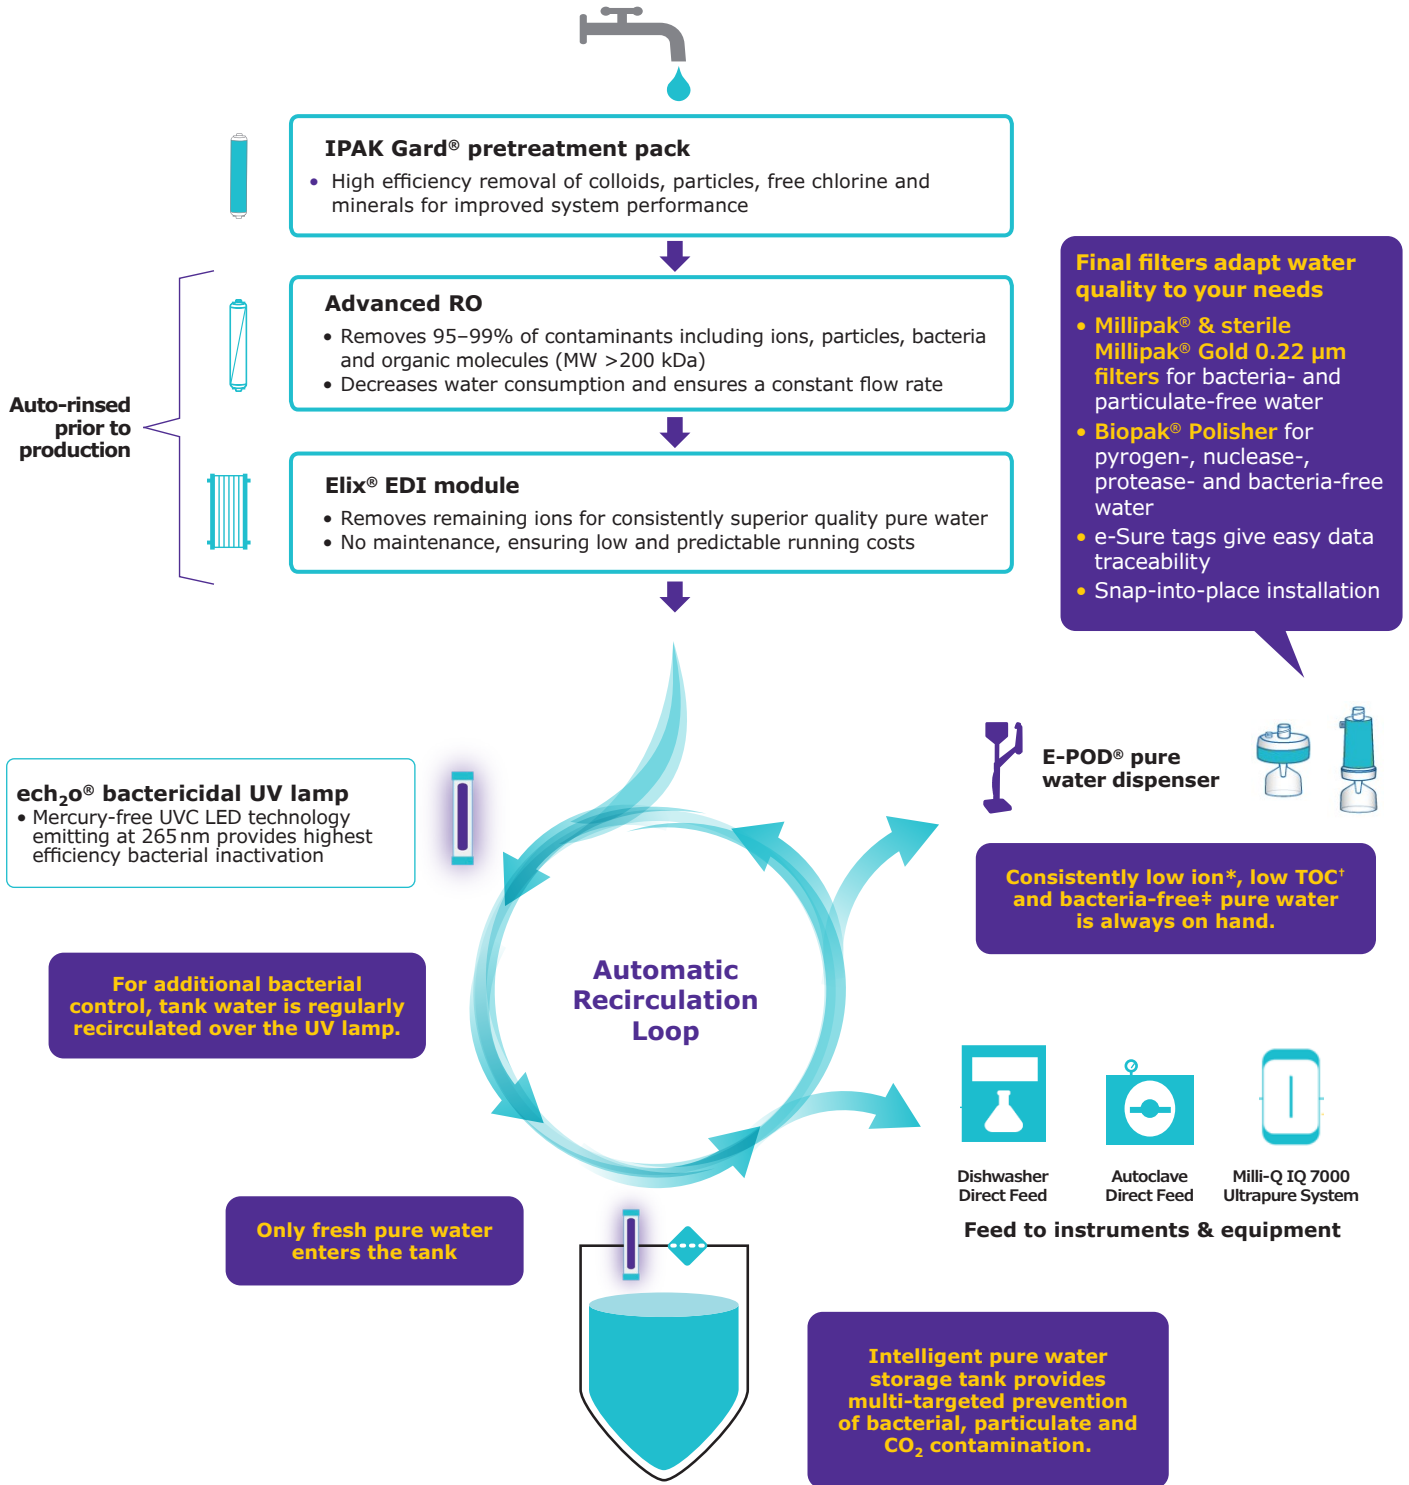 IPAK Gard® pretreatment pack
• High efficiency removal of colloids, particles, free chlorine and
minerals for improved system performance
Advanced RO
• Removes 95–99% of contaminants including ions, particles, bacteria
and organic molecules (MW >200 kDa)
• Decreases water consumption and ensures a constant flow rate
Auto-rinsed
prior to
production
Elix® EDI module
• Removes remaining ions for consistently superior quality pure water
• No maintenance, ensuring low and predictable running costs
Final filters adapt water
quality to your needs
• Millipak® & sterile
Millipak® Gold 0.22 µm
filters for bacteria- and
particulate-free water
• Biopak® Polisher for
pyrogen-, nuclease-,
protease- and bacteria-free
water
• e-Sure tags give easy data
traceability
• Snap-into-place installation
E-POD® pure
water dispenser
ech₂o® bactericidal UV lamp
• Mercury-free UVC LED technology
emitting at 265 nm provides highest
efficiency bacterial inactivation
Consistently low ion*, low TOC†
and bacteria-free‡ pure water
is always on hand.
For additional bacterial
control, tank water is regularly
recirculated over the UV lamp.
Automatic
Recirculation
Loop
Dishwasher
Direct Feed
Autoclave
Direct Feed
Milli-Q IQ 7000
Ultrapure System
Feed to instruments & equipment
Only fresh pure water
enters the tank
Intelligent pure water
storage tank provides
multi-targeted prevention
of bacterial, particulate and
CO₂ contamination.